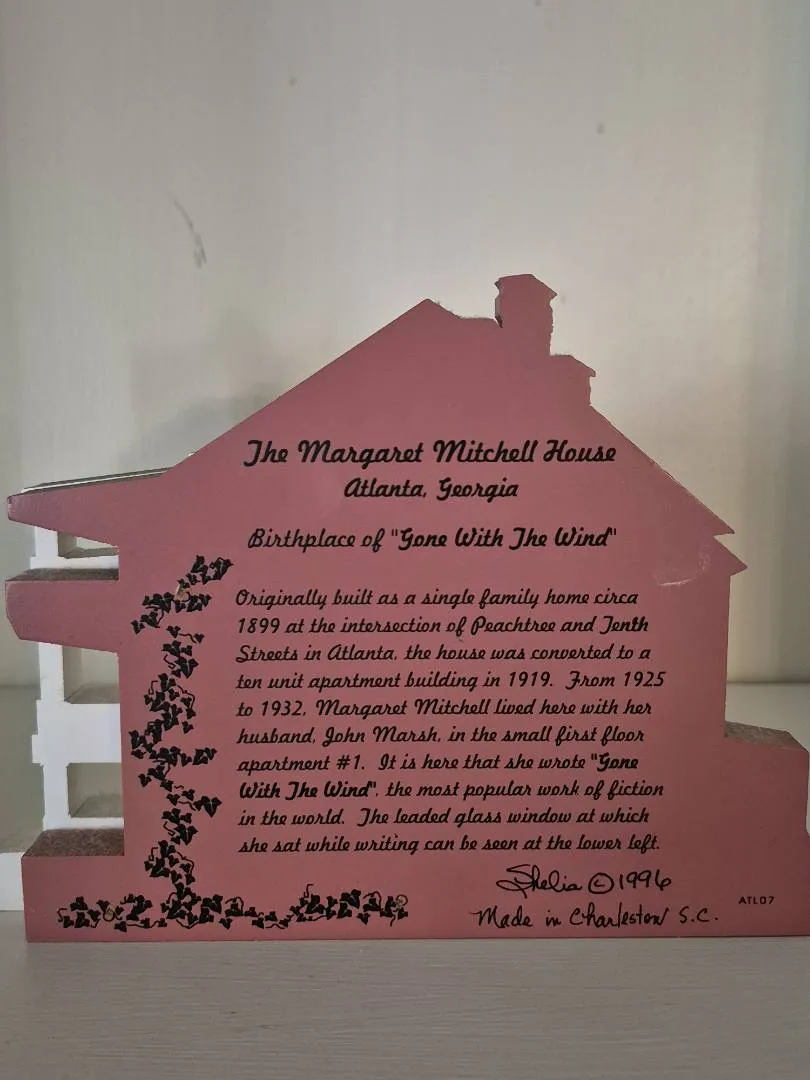 The Margaret Mitchell House
Atlanta, Georgia
Birthplace of "Gone With The Wind"
Originally built as a single family home circa
1899 at the intersection of Peachtree and Tenth
Streets in Atlanta, the house was converted to a
ten unit apartment building in 1919. From 1925
to 1932, Margaret Mitchell lived here with her
husband, John Marsh, in the small first floor
apartment #1. It is here that she wrote "Gone
With The Wind", the most popular work of fiction
in the world. The leaded glass window at which
she sat while writing can be seen at the lower left.
Shelia ©1996
ATL07
Made in Charleston S.C.